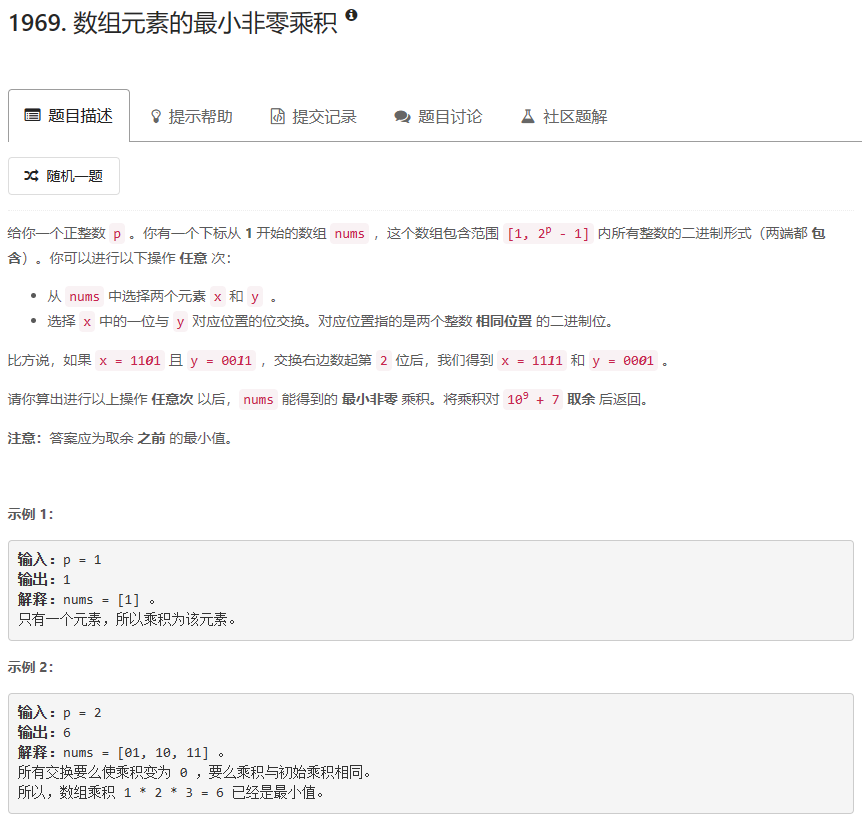 1969. 数组元素的最小非零乘积
题目描述
提示帮助
提交记录
题目讨论
社区题解
随机一题
给你一个正整数 p 。你有一个下标从 1 开始的数组 nums ，这个数组包含范围 [1, 2ᵖ - 1] 内所有整数的二进制形式（两端都 包
含）。你可以进行以下操作 任意 次：
从 nums 中选择两个元素 x 和 y 。
选择 x 中的一位与 y 对应位置的位交换。对应位置指的是两个整数 相同位置 的二进制位。
比方说，如果 x = 1101 且 y = 0011 ，交换右边数起第 2 位后，我们得到 x = 1111 和 y = 0001 。
请你算出进行以上操作 任意次 以后， nums 能得到的 最小非零 乘积。将乘积对 10⁹ + 7 取余 后返回。
注意：答案应为取余 之前 的最小值。
示例 1：
输入：p = 1
输出：1
解释：nums = [1] 。
只有一个元素，所以乘积为该元素。
示例 2：
输入：p = 2
输出：6
解释：nums = [01, 10, 11] 。
所有交换要么使乘积变为 0 ，要么乘积与初始乘积相同。
所以，数组乘积 1 * 2 * 3 = 6 已经是最小值。